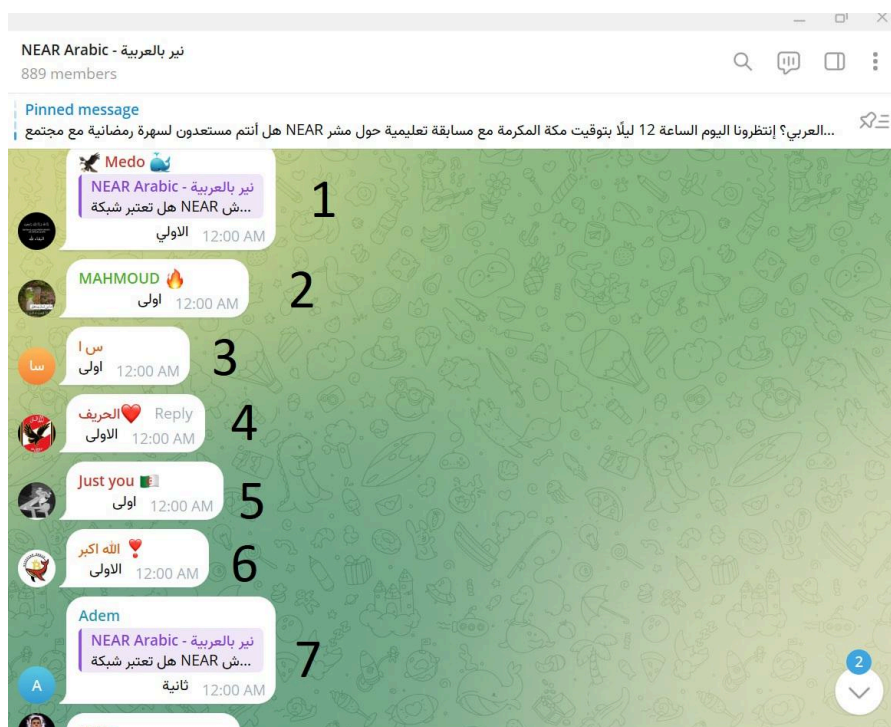 NEAR Arabic - نير بالعربية
889 members
Pinned message
...العربي؟ إنتظرونا اليوم الساعة 12 ليلًا بتوقيت مكة المكرمة مع مسابقة تعليمية حول مشر NEAR هل أنتم مستعدون لسهرة رمضانية مع مجتمع
Medo
NEAR Arabic - نير بالعربية
...ش NEAR هل تعتبر شبكة
الاولي 12:00 AM
1
MAHMOUD 🔥
اولى 12:00 AM
2
س ا
سا
اولى 12:00 AM
3
الحريف❤️ Reply
الاولى 12:00 AM
4
Just you 🇩🇿
اولى 12:00 AM
5
الله اكبر ❣️
الاولى 12:00 AM
6
Adem
NEAR Arabic - نير بالعربية
...ش NEAR هل تعتبر شبكة
ثانية 12:00 AM
A
7
2